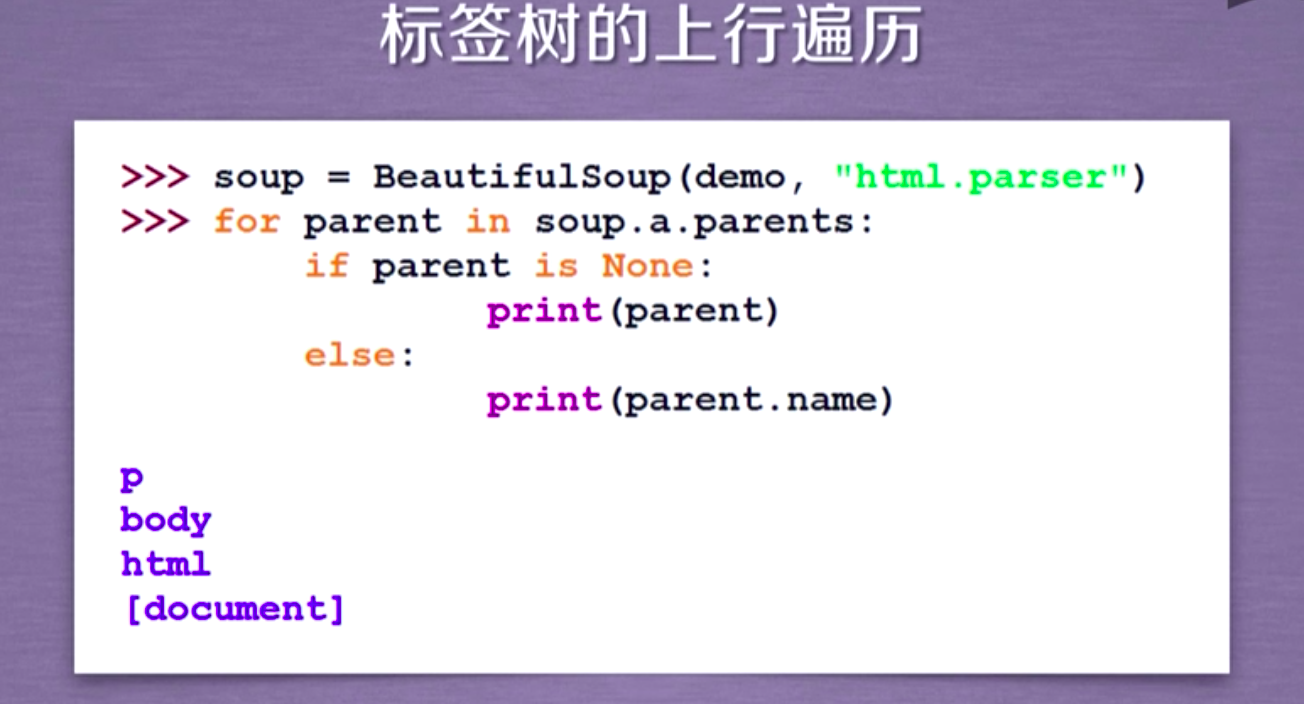 标签树的上行遍历
>>> soup = BeautifulSoup(demo, "html.parser")
>>> for parent in soup.a.parents:
        if parent is None:
                print(parent)
        else:
                print(parent.name)
p
body
html
[document]